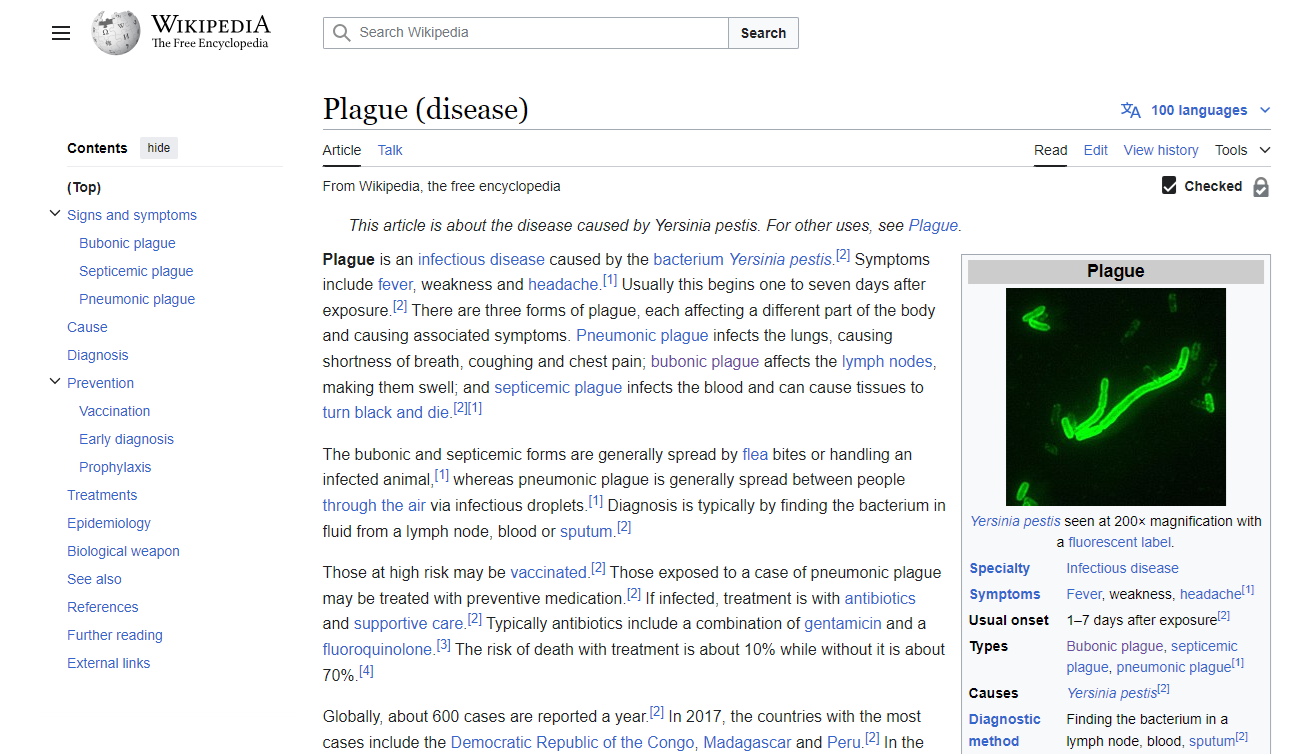 WIKIPEDIA
The Free Encyclopedia
Search Wikipedia
Search
Plague (disease)
100 languages
Contents
hide
Article
Talk
Read
Edit
View history
Tools
From Wikipedia, the free encyclopedia
Checked
(Top)
Signs and symptoms
Bubonic plague
Septicemic plague
Pneumonic plague
Cause
Diagnosis
Prevention
Vaccination
Early diagnosis
Prophylaxis
Treatments
Epidemiology
Biological weapon
See also
References
Further reading
External links
This article is about the disease caused by Yersinia pestis. For other uses, see Plague.
Plague is an infectious disease caused by the bacterium Yersinia pestis.[2] Symptoms
include fever, weakness and headache.[1] Usually this begins one to seven days after
exposure.[2] There are three forms of plague, each affecting a different part of the body
and causing associated symptoms. Pneumonic plague infects the lungs, causing
shortness of breath, coughing and chest pain; bubonic plague affects the lymph nodes,
making them swell; and septicemic plague infects the blood and can cause tissues to
turn black and die.[2][1]
The bubonic and septicemic forms are generally spread by flea bites or handling an
infected animal,[1] whereas pneumonic plague is generally spread between people
through the air via infectious droplets.[1] Diagnosis is typically by finding the bacterium in
fluid from a lymph node, blood or sputum.[2]
Those at high risk may be vaccinated.[2] Those exposed to a case of pneumonic plague
may be treated with preventive medication.[2] If infected, treatment is with antibiotics
and supportive care.[2] Typically antibiotics include a combination of gentamicin and a
fluoroquinolone.[3] The risk of death with treatment is about 10% while without it is about
70%.[4]
Globally, about 600 cases are reported a year.[2] In 2017, the countries with the most
cases include the Democratic Republic of the Congo, Madagascar and Peru.[2] In the
Plague
Yersinia pestis seen at 200× magnification with
a fluorescent label.
Specialty Infectious disease
Symptoms Fever, weakness, headache[1]
Usual onset 1–7 days after exposure[2]
Types Bubonic plague, septicemic
plague, pneumonic plague[1]
Causes Yersinia pestis[2]
Diagnostic Finding the bacterium in a
method lymph node, blood, sputum[2]